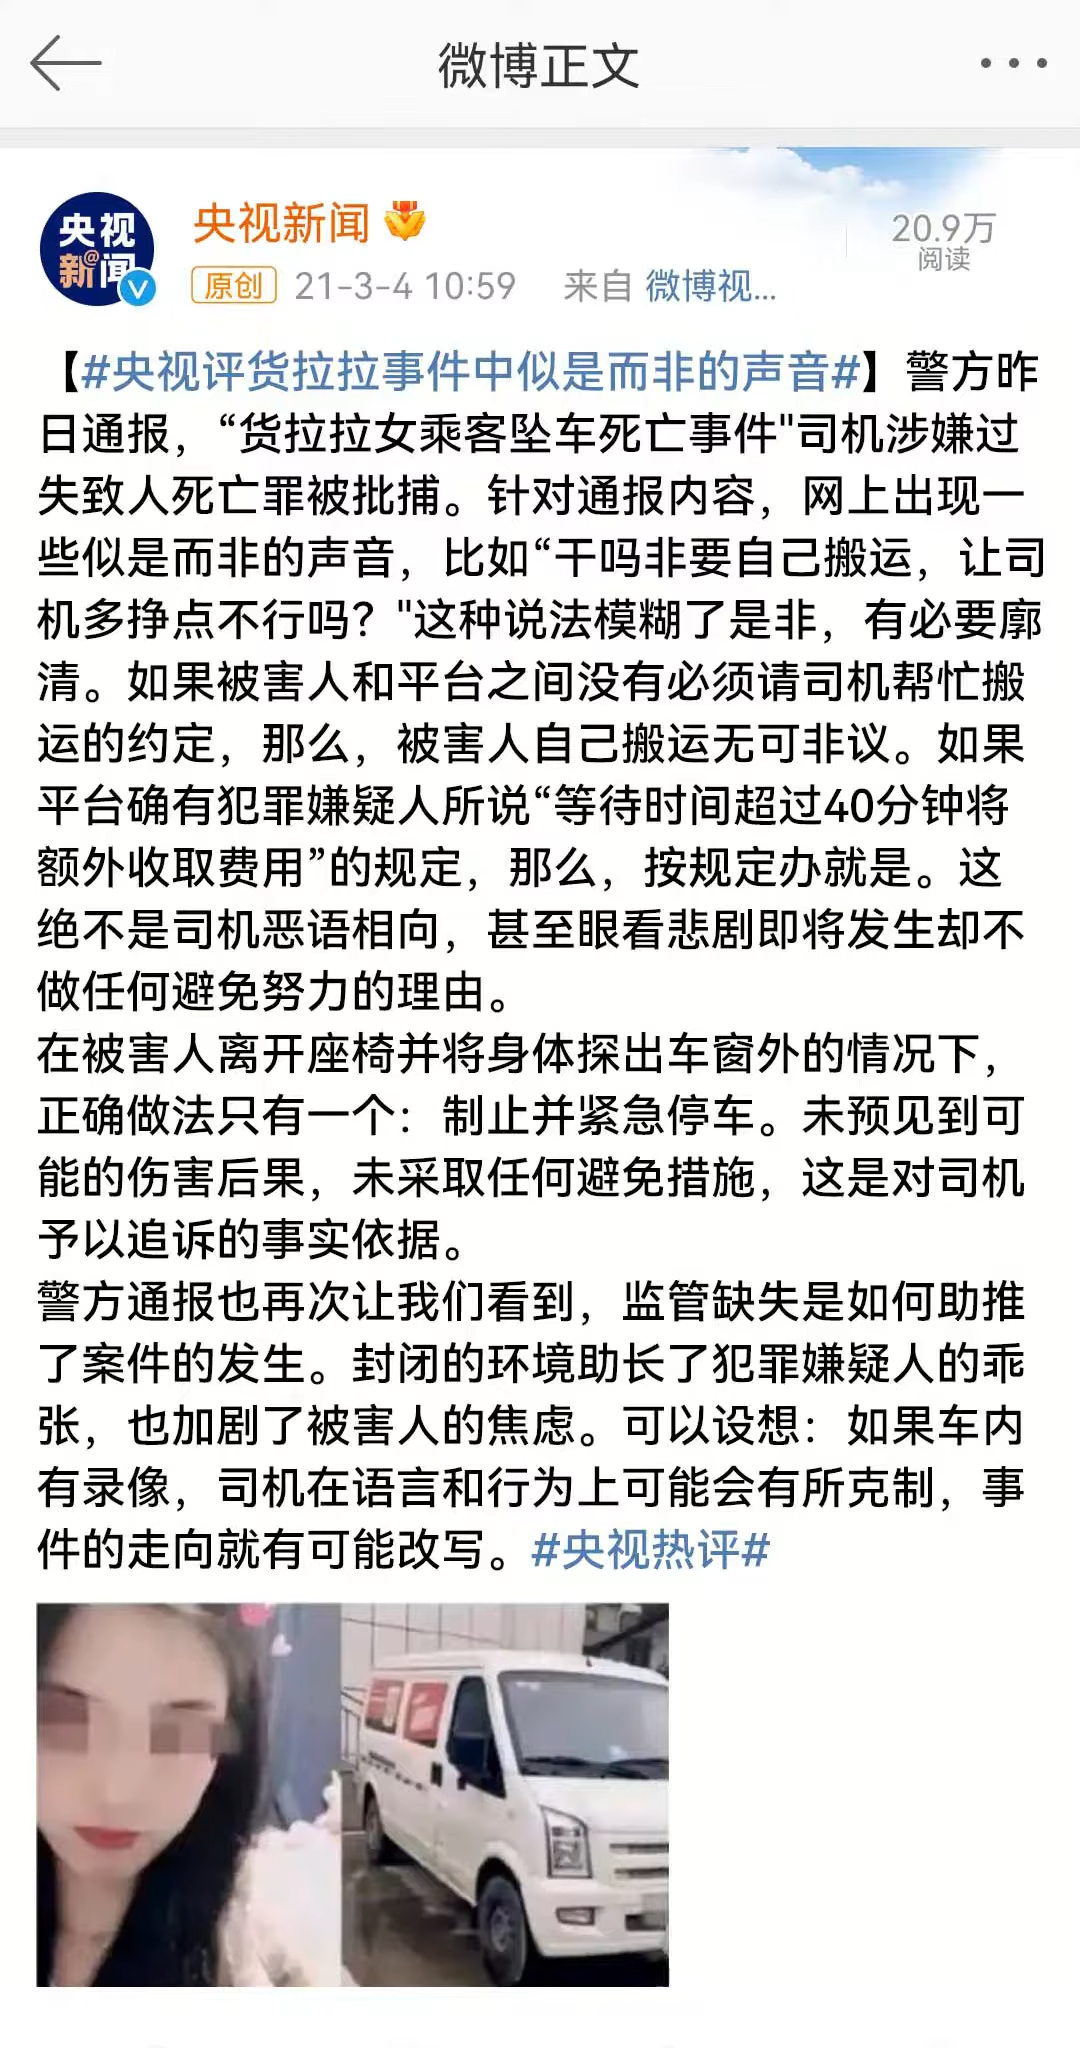 微博正文
央视新闻
20.9万
阅读
央视
新@闻
原创 21-3-4 10:59 来自 微博视...
【#央视评货拉拉事件中似是而非的声音#】警方昨
日通报，“货拉拉女乘客坠车死亡事件"司机涉嫌过
失致人死亡罪被批捕。针对通报内容，网上出现一
些似是而非的声音，比如“干吗非要自己搬运，让司
机多挣点不行吗？"这种说法模糊了是非，有必要廓
清。如果被害人和平台之间没有必须请司机帮忙搬
运的约定，那么，被害人自己搬运无可非议。如果
平台确有犯罪嫌疑人所说“等待时间超过40分钟将
额外收取费用”的规定，那么，按规定办就是。这
绝不是司机恶语相向，甚至眼看悲剧即将发生却不
做任何避免努力的理由。
在被害人离开座椅并将身体探出车窗外的情况下，
正确做法只有一个：制止并紧急停车。未预见到可
能的伤害后果，未采取任何避免措施，这是对司机
予以追诉的事实依据。
警方通报也再次让我们看到，监管缺失是如何助推
了案件的发生。封闭的环境助长了犯罪嫌疑人的乖
张，也加剧了被害人的焦虑。可以设想：如果车内
有录像，司机在语言和行为上可能会有所克制，事
件的走向就有可能改写。#央视热评#